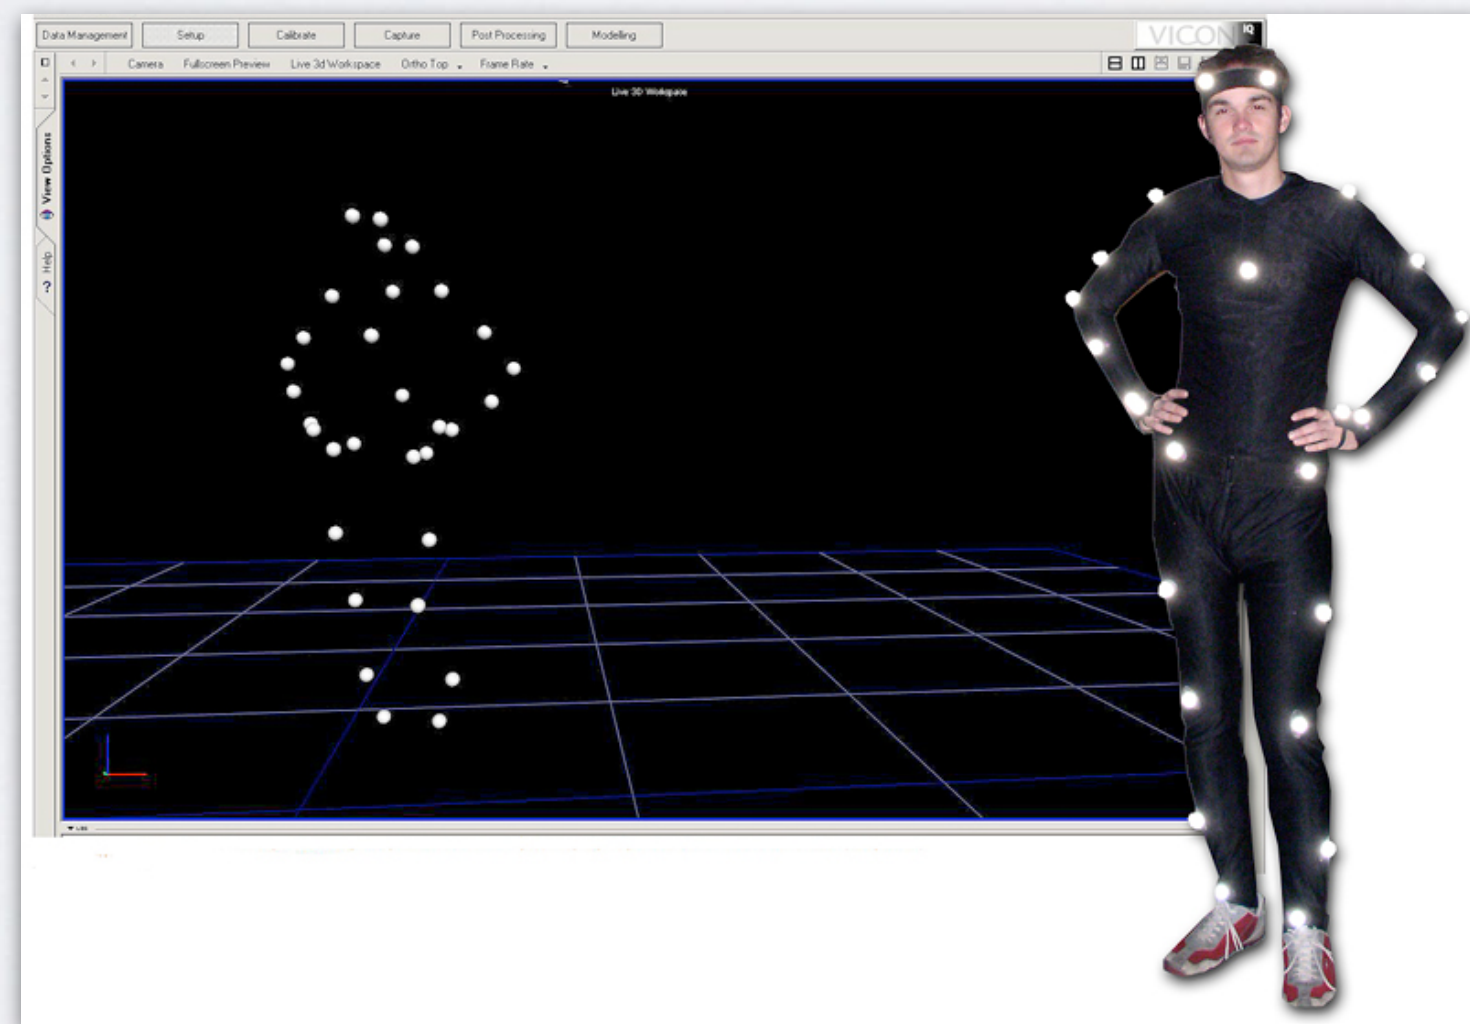 Data Management Setup Calibrate Capture Post Processing Modelling
VICON IQ
Camera Fullscreen Preview Live 3d Workspace Ortho Top Frame Rate
Live 3D Workspace
View Options
Help
?